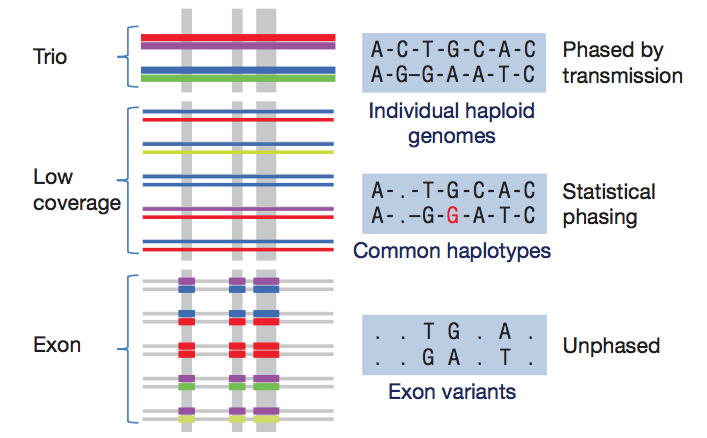 Trio
A-C-T-G-C-A-C
A-G-G-A-A-T-C
Individual haploid
genomes
Phased by
transmission
Low
coverage
A-.-T-G-C-A-C
A-.-G-G-A-T-C
Common haplotypes
Statistical
phasing
Exon
. . T G . A .
. . G A . T .
Exon variants
Unphased